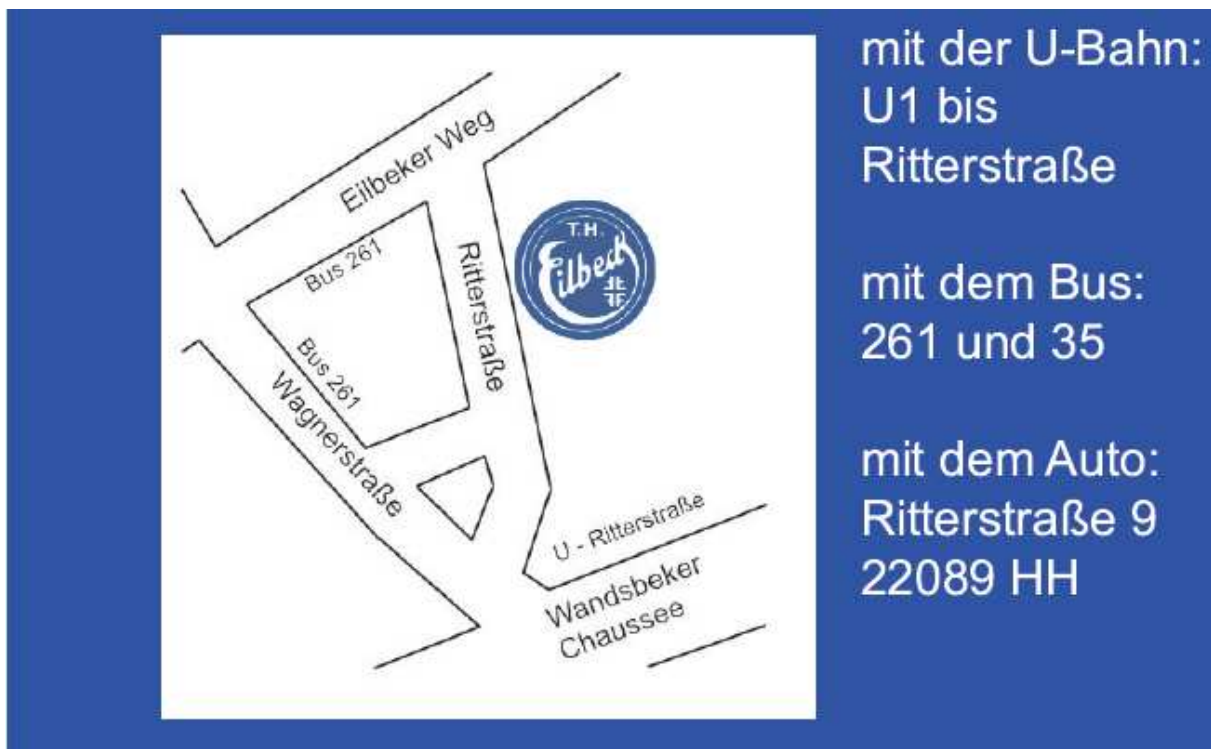 Eilbeker Weg
Bus 261
Bus 261
Wagnerstraße
Ritterstraße
T.H.
Eilbeck
U - Ritterstraße
Wandsbeker
Chaussee
mit der U-Bahn:
U1 bis
Ritterstraße
mit dem Bus:
261 und 35
mit dem Auto:
Ritterstraße 9
22089 HH